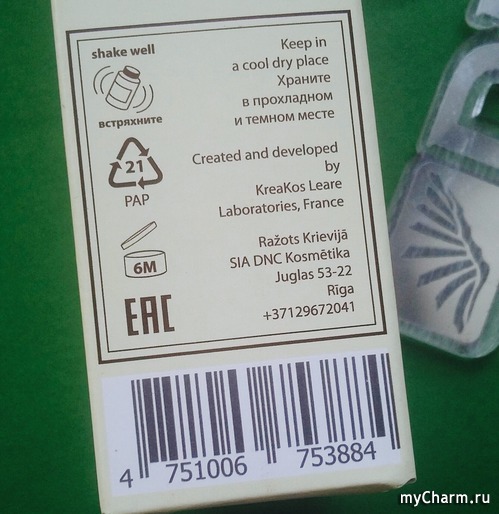 shake well
встряхните
21
PAP
6M
EAC
Keep in
a cool dry place
Храните
в прохладном
и темном месте
Created and developed
by
KreaKos Leare
Laboratories, France
Ražots Krievijā
SIA DNC Kosmētika
Juglas 53-22
Rīga
+37129672041
4 751006 753884
myCharm.ru